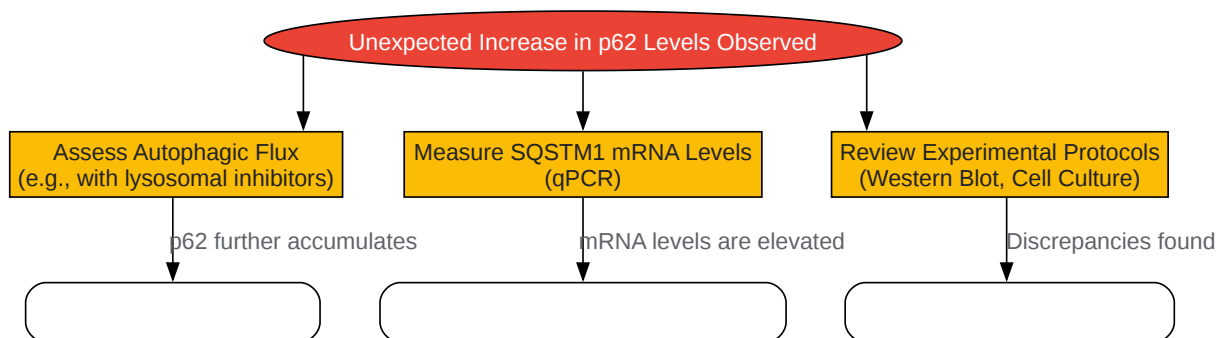 Unexpected Increase in p62 Levels Observed
Assess Autophagic Flux
(e.g., with lysosomal inhibitors)
Measure SQSTM1 mRNA Levels
(qPCR)
Review Experimental Protocols
(Western Blot, Cell Culture)
p62 further accumulates
mRNA levels are elevated
Discrepancies found